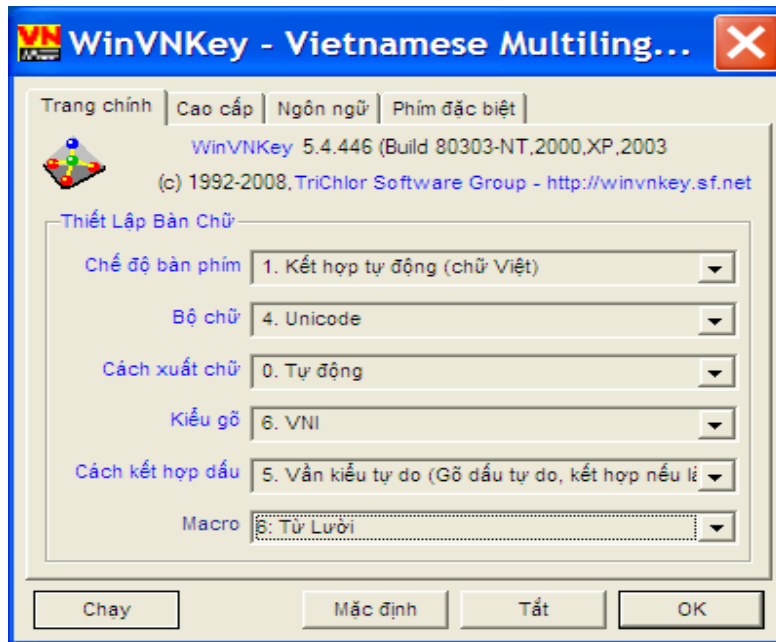 WinVNKey - Vietnamese Multiling...
Trang chính Cao cấp Ngôn ngữ Phím đặc biệt
WinVNKey 5.4.446 (Build 80303-NT,2000,XP,2003
(c) 1992-2008, TriChlor Software Group - http://winvnkey.sf.net
Thiết Lập Bàn Chữ
Chế độ bàn phím 1. Kết hợp tự động (chữ Việt)
Bộ chữ 4. Unicode
Cách xuất chữ 0. Tự động
Kiểu gõ 6. VNI
Cách kết hợp dấu 5. Vần kiểu tự do (Gõ dấu tự do, kết hợp nếu
Macro 6: Từ Lười
Chạy Mặc định Tắt OK